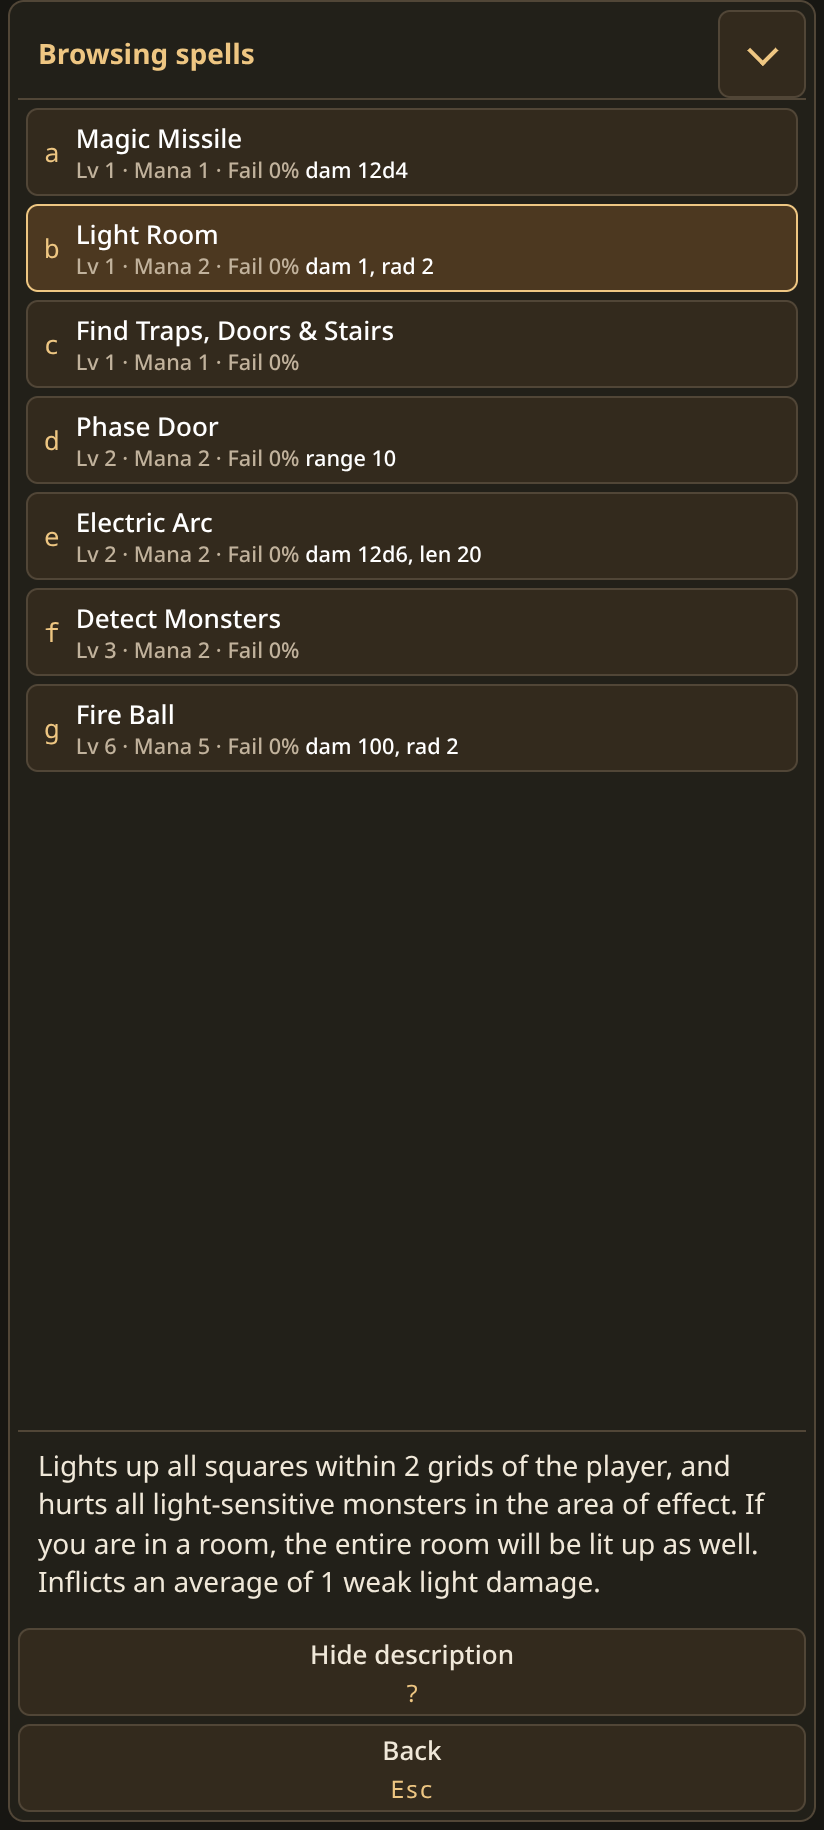 Browsing spells
a
Magic Missile
Lv 1 · Mana 1 · Fail 0% dam 12d4
b
Light Room
Lv 1 · Mana 2 · Fail 0% dam 1, rad 2
c
Find Traps, Doors & Stairs
Lv 1 · Mana 1 · Fail 0%
d
Phase Door
Lv 2 · Mana 2 · Fail 0% range 10
e
Electric Arc
Lv 2 · Mana 2 · Fail 0% dam 12d6, len 20
f
Detect Monsters
Lv 3 · Mana 2 · Fail 0%
g
Fire Ball
Lv 6 · Mana 5 · Fail 0% dam 100, rad 2
Lights up all squares within 2 grids of the player, and
hurts all light-sensitive monsters in the area of effect. If
you are in a room, the entire room will be lit up as well.
Inflicts an average of 1 weak light damage.
Hide description
?
Back
Esc